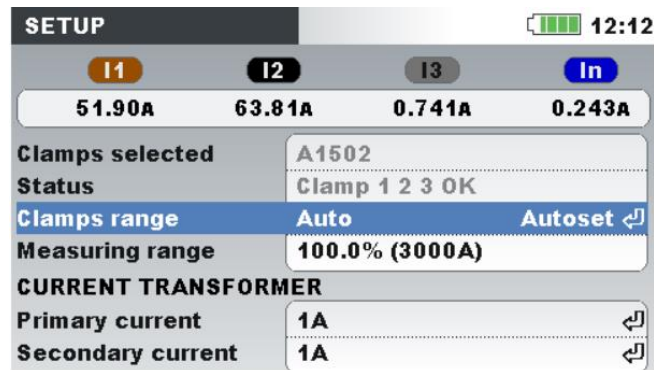 SETUP 12:12
I1 I2 I3 In
51.90A 63.81A 0.741A 0.243A
Clamps selected A1502
Status Clamp 1 2 3 OK
Clamps range Auto Autoset
Measuring range 100.0% (3000A)
CURRENT TRANSFORMER
Primary current 1A
Secondary current 1A